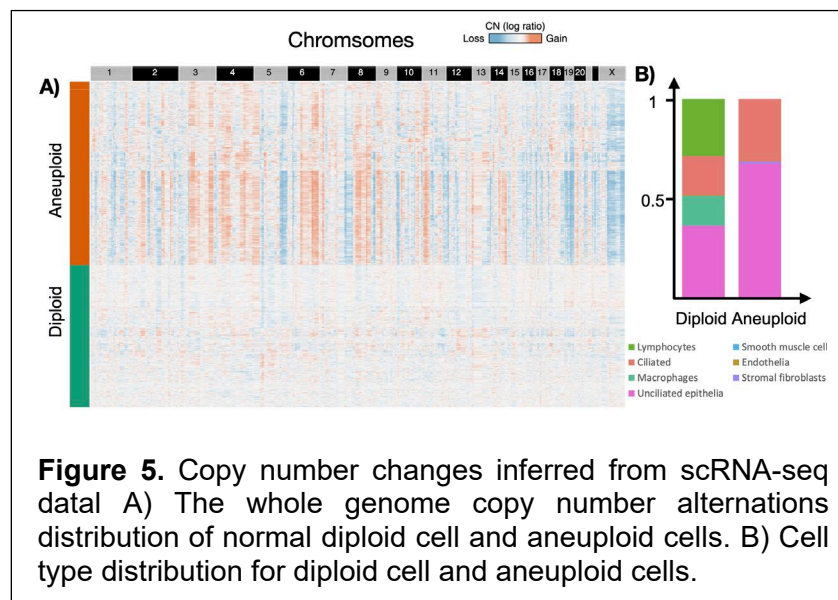 Chromsomes
CN (log ratio)
Loss Gain
A)
1 2 3 4 5 6 7 8 9 10 11 12 13 14 15 16 17 18 19 20 X
Aneuploid
Diploid
B)
1
0.5
Diploid Aneuploid
Lymphocytes
Ciliated
Macrophages
Unciliated epithelia
Smooth muscle cell
Endothelia
Stromal fibroblasts
Figure 5. Copy number changes inferred from scRNA-seq
datal A) The whole genome copy number alternations
distribution of normal diploid cell and aneuploid cells. B) Cell
type distribution for diploid cell and aneuploid cells.